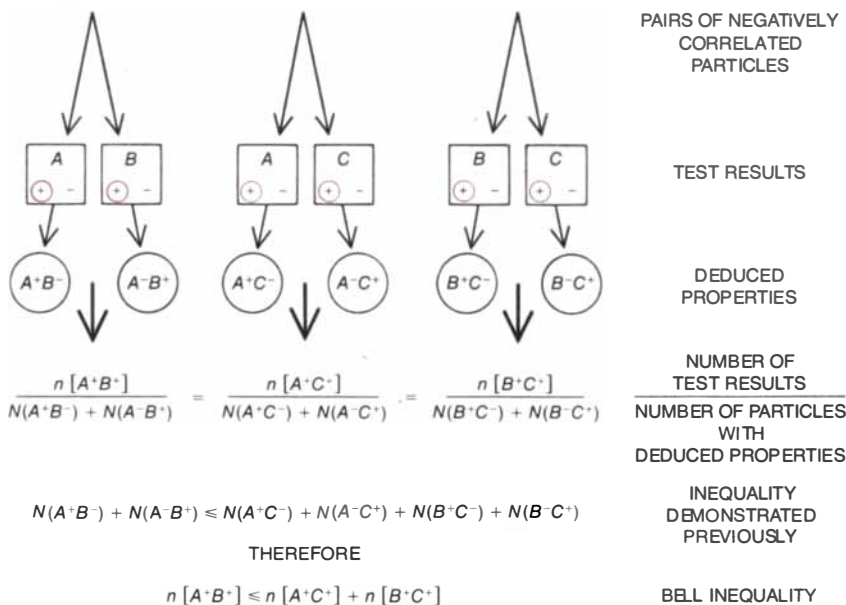 PAIRS OF NEGATIVELY
CORRELATED
PARTICLES
A B A C B C
+ − + − + − + − + − + −
TEST RESULTS
A⁺B⁻ A⁻B⁺ A⁺C⁻ A⁻C⁺ B⁺C⁻ B⁻C⁺
DEDUCED
PROPERTIES
n [A⁺B⁺] / N(A⁺B⁻) + N(A⁻B⁺) = n [A⁺C⁺] / N(A⁺C⁻) + N(A⁻C⁺) = n [B⁺C⁺] / N(B⁺C⁻) + N(B⁻C⁺)
NUMBER OF
TEST RESULTS
NUMBER OF PARTICLES
WITH
DEDUCED PROPERTIES
N(A⁺B⁻) + N(A⁻B⁺) ≤ N(A⁺C⁻) + N(A⁻C⁺) + N(B⁺C⁻) + N(B⁻C⁺)
INEQUALITY
DEMONSTRATED
PREVIOUSLY
THEREFORE
n [A⁺B⁺] ≤ n [A⁺C⁺] + n [B⁺C⁺]
BELL INEQUALITY